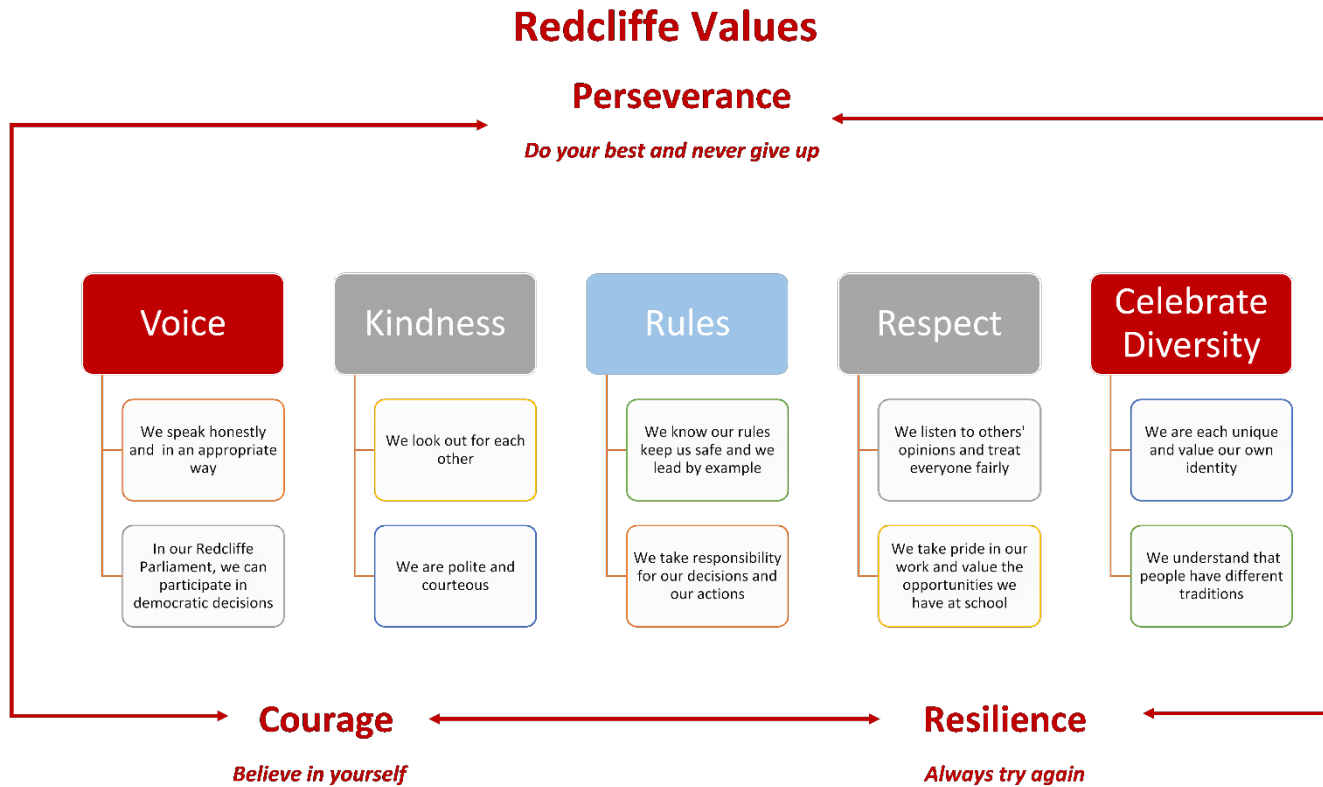 Redcliffe Values
Perseverance
Do your best and never give up
Voice
We speak honestly
and  in an appropriate
way
In our Redcliffe
Parliament, we can
participate in
democratic decisions
Kindness
We look out for each
other
We are polite and
courteous
Rules
We know our rules
keep us safe and we
lead by example
We take responsibility
for our decisions and
our actions
Respect
We listen to others'
opinions and treat
everyone fairly
We take pride in our
work and value the
opportunities we
have at school
Celebrate
Diversity
We are each unique
and value our own
identity
We understand that
people have different
traditions
Courage
Believe in yourself
Resilience
Always try again